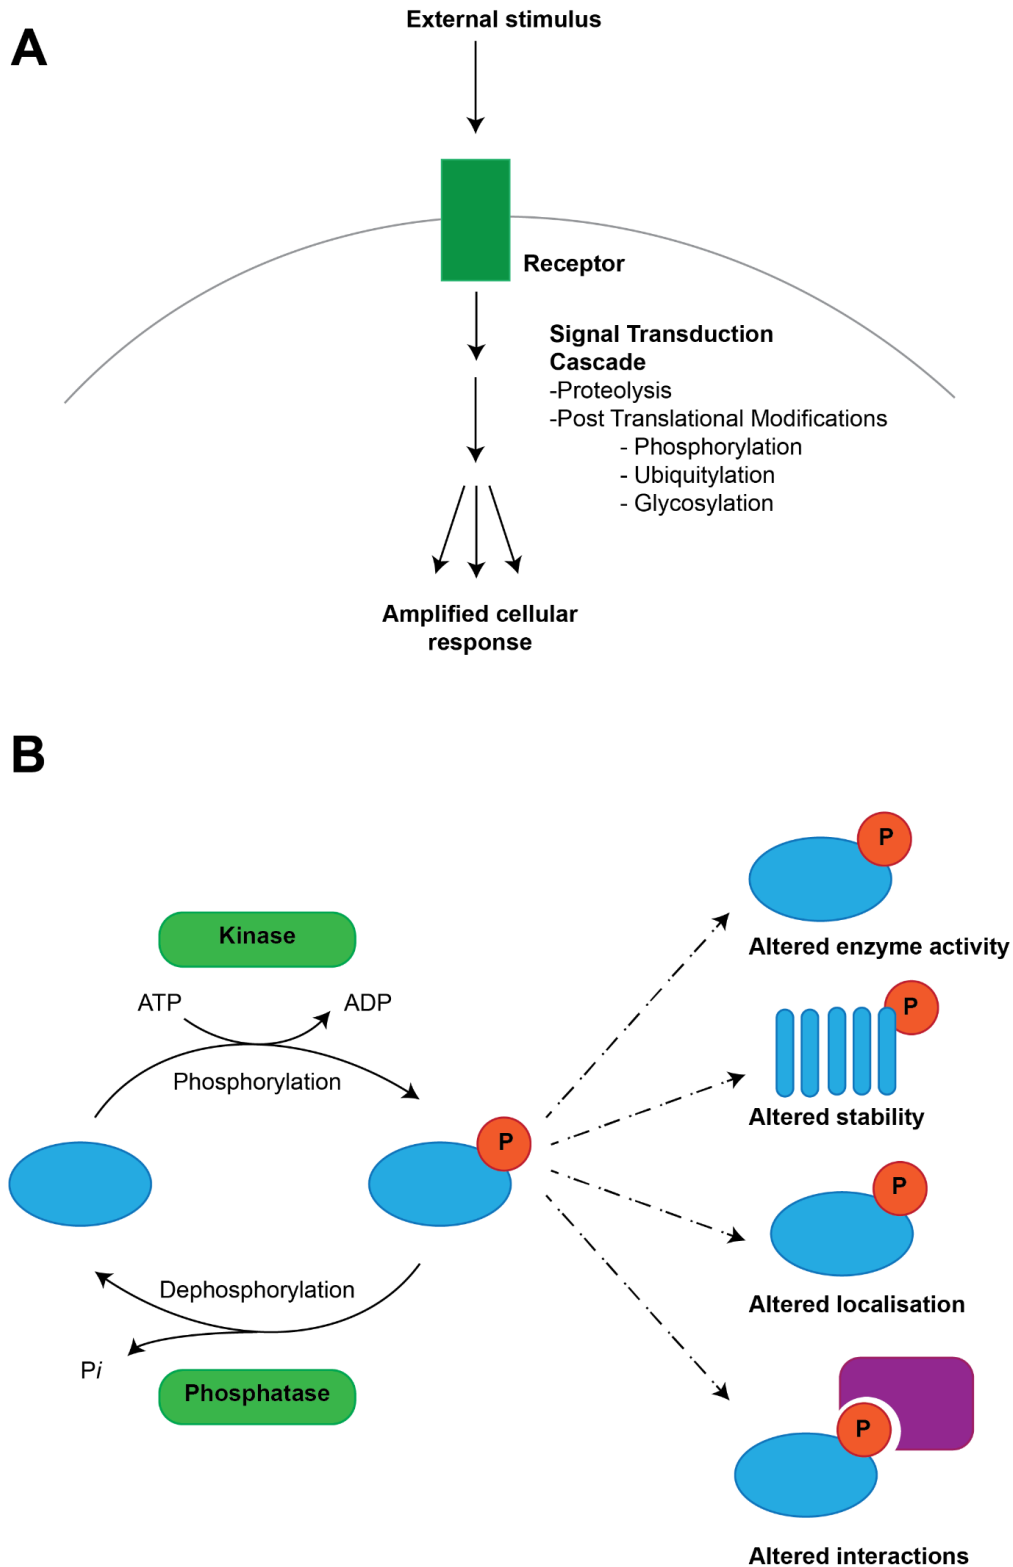 A
External stimulus
Receptor
Signal Transduction
Cascade
-Proteolysis
-Post Translational Modifications
- Phosphorylation
- Ubiquitylation
- Glycosylation
Amplified cellular
response
B
Kinase
ATP
ADP
Phosphorylation
P
Dephosphorylation
Pi
Phosphatase
P
Altered enzyme activity
P
Altered stability
P
Altered localisation
P
Altered interactions